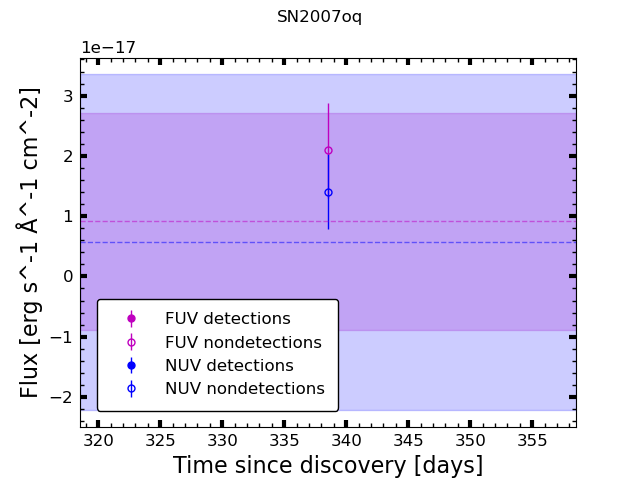 SN2007oq
1e−17
3
2
1
0
−1
−2
Flux [erg s^-1 Å^-1 cm^-2]
FUV detections
FUV nondetections
NUV detections
NUV nondetections
320 325 330 335 340 345 350 355
Time since discovery [days]